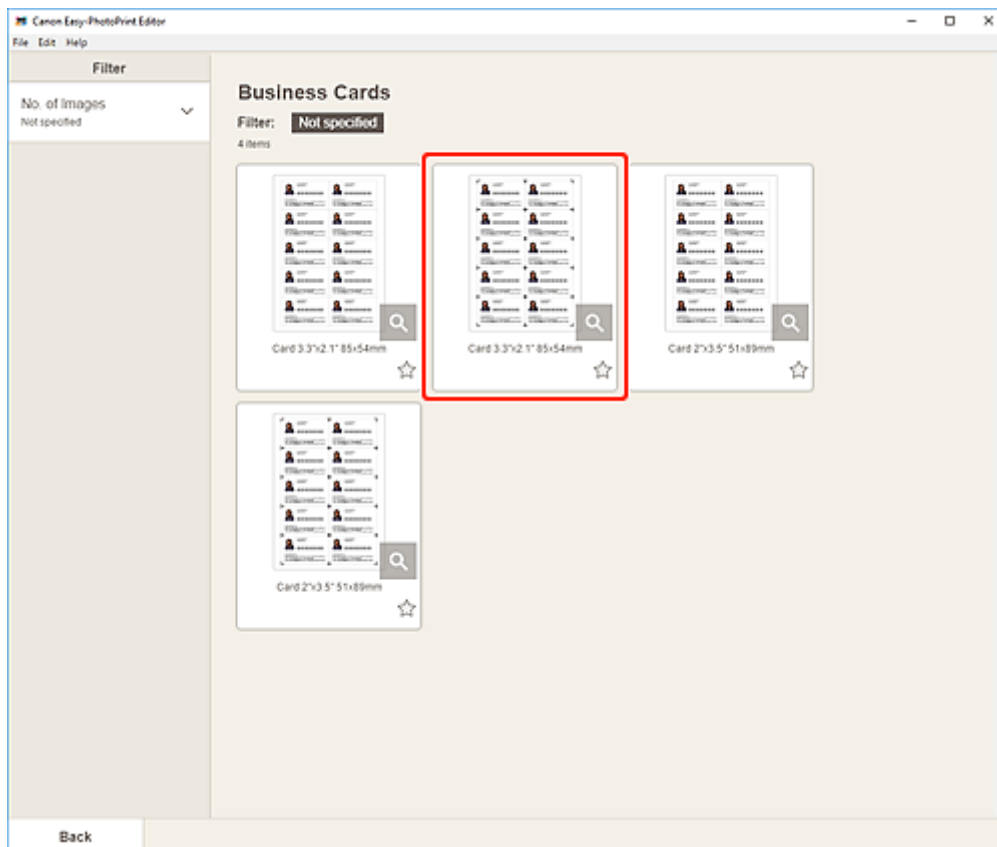 Canon Easy-PhotoPrint Editor
File Edit Help
Filter
No. of Images
Not specified
Business Cards
Filter: Not specified
4 items
Card 3.3"x2.1" 85x54mm
Card 3.3"x2.1" 85x54mm
Card 2"x3.5" 51x89mm
Card 2"x3.5" 51x89mm
Back